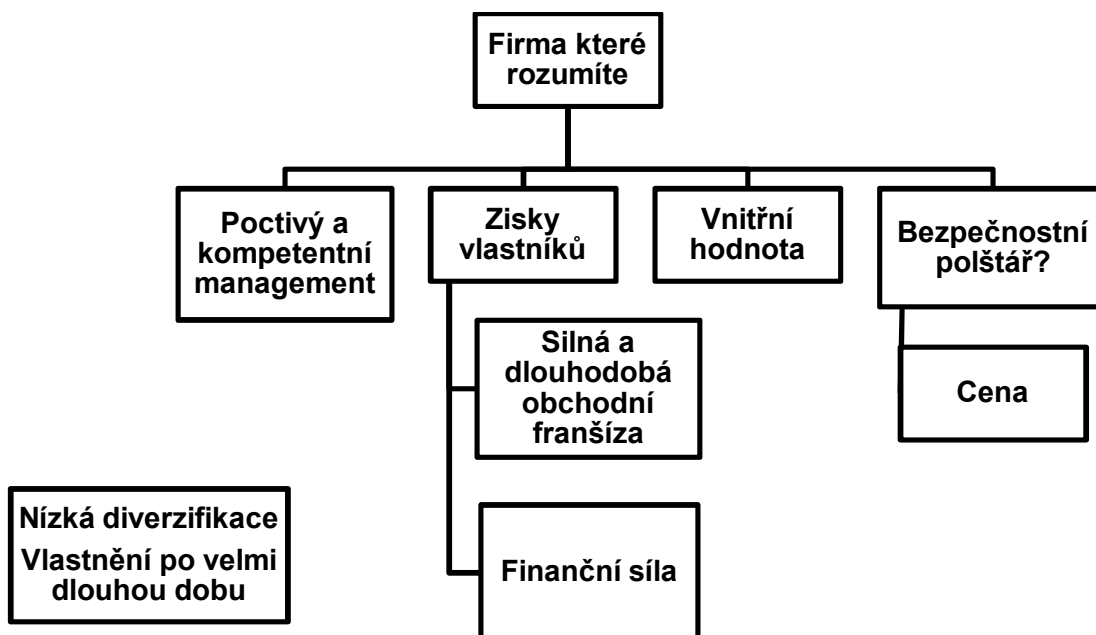 Firma které
rozumíte
Poctivý a
kompetentní
management
Zisky
vlastníků
Vnitřní
hodnota
Bezpečnostní
polštář?
Silná a
dlouhodobá
obchodní
franšíza
Cena
Nízká diverzifikace
Vlastnění po velmi
dlouhou dobu
Finanční síla